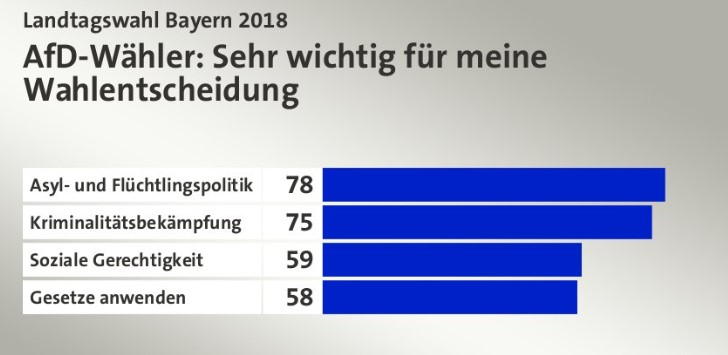 Landtagswahl Bayern 2018
AfD-Wähler: Sehr wichtig für meine
Wahlentscheidung
Asyl- und Flüchtlingspolitik 78
Kriminalitätsbekämpfung 75
Soziale Gerechtigkeit 59
Gesetze anwenden 58